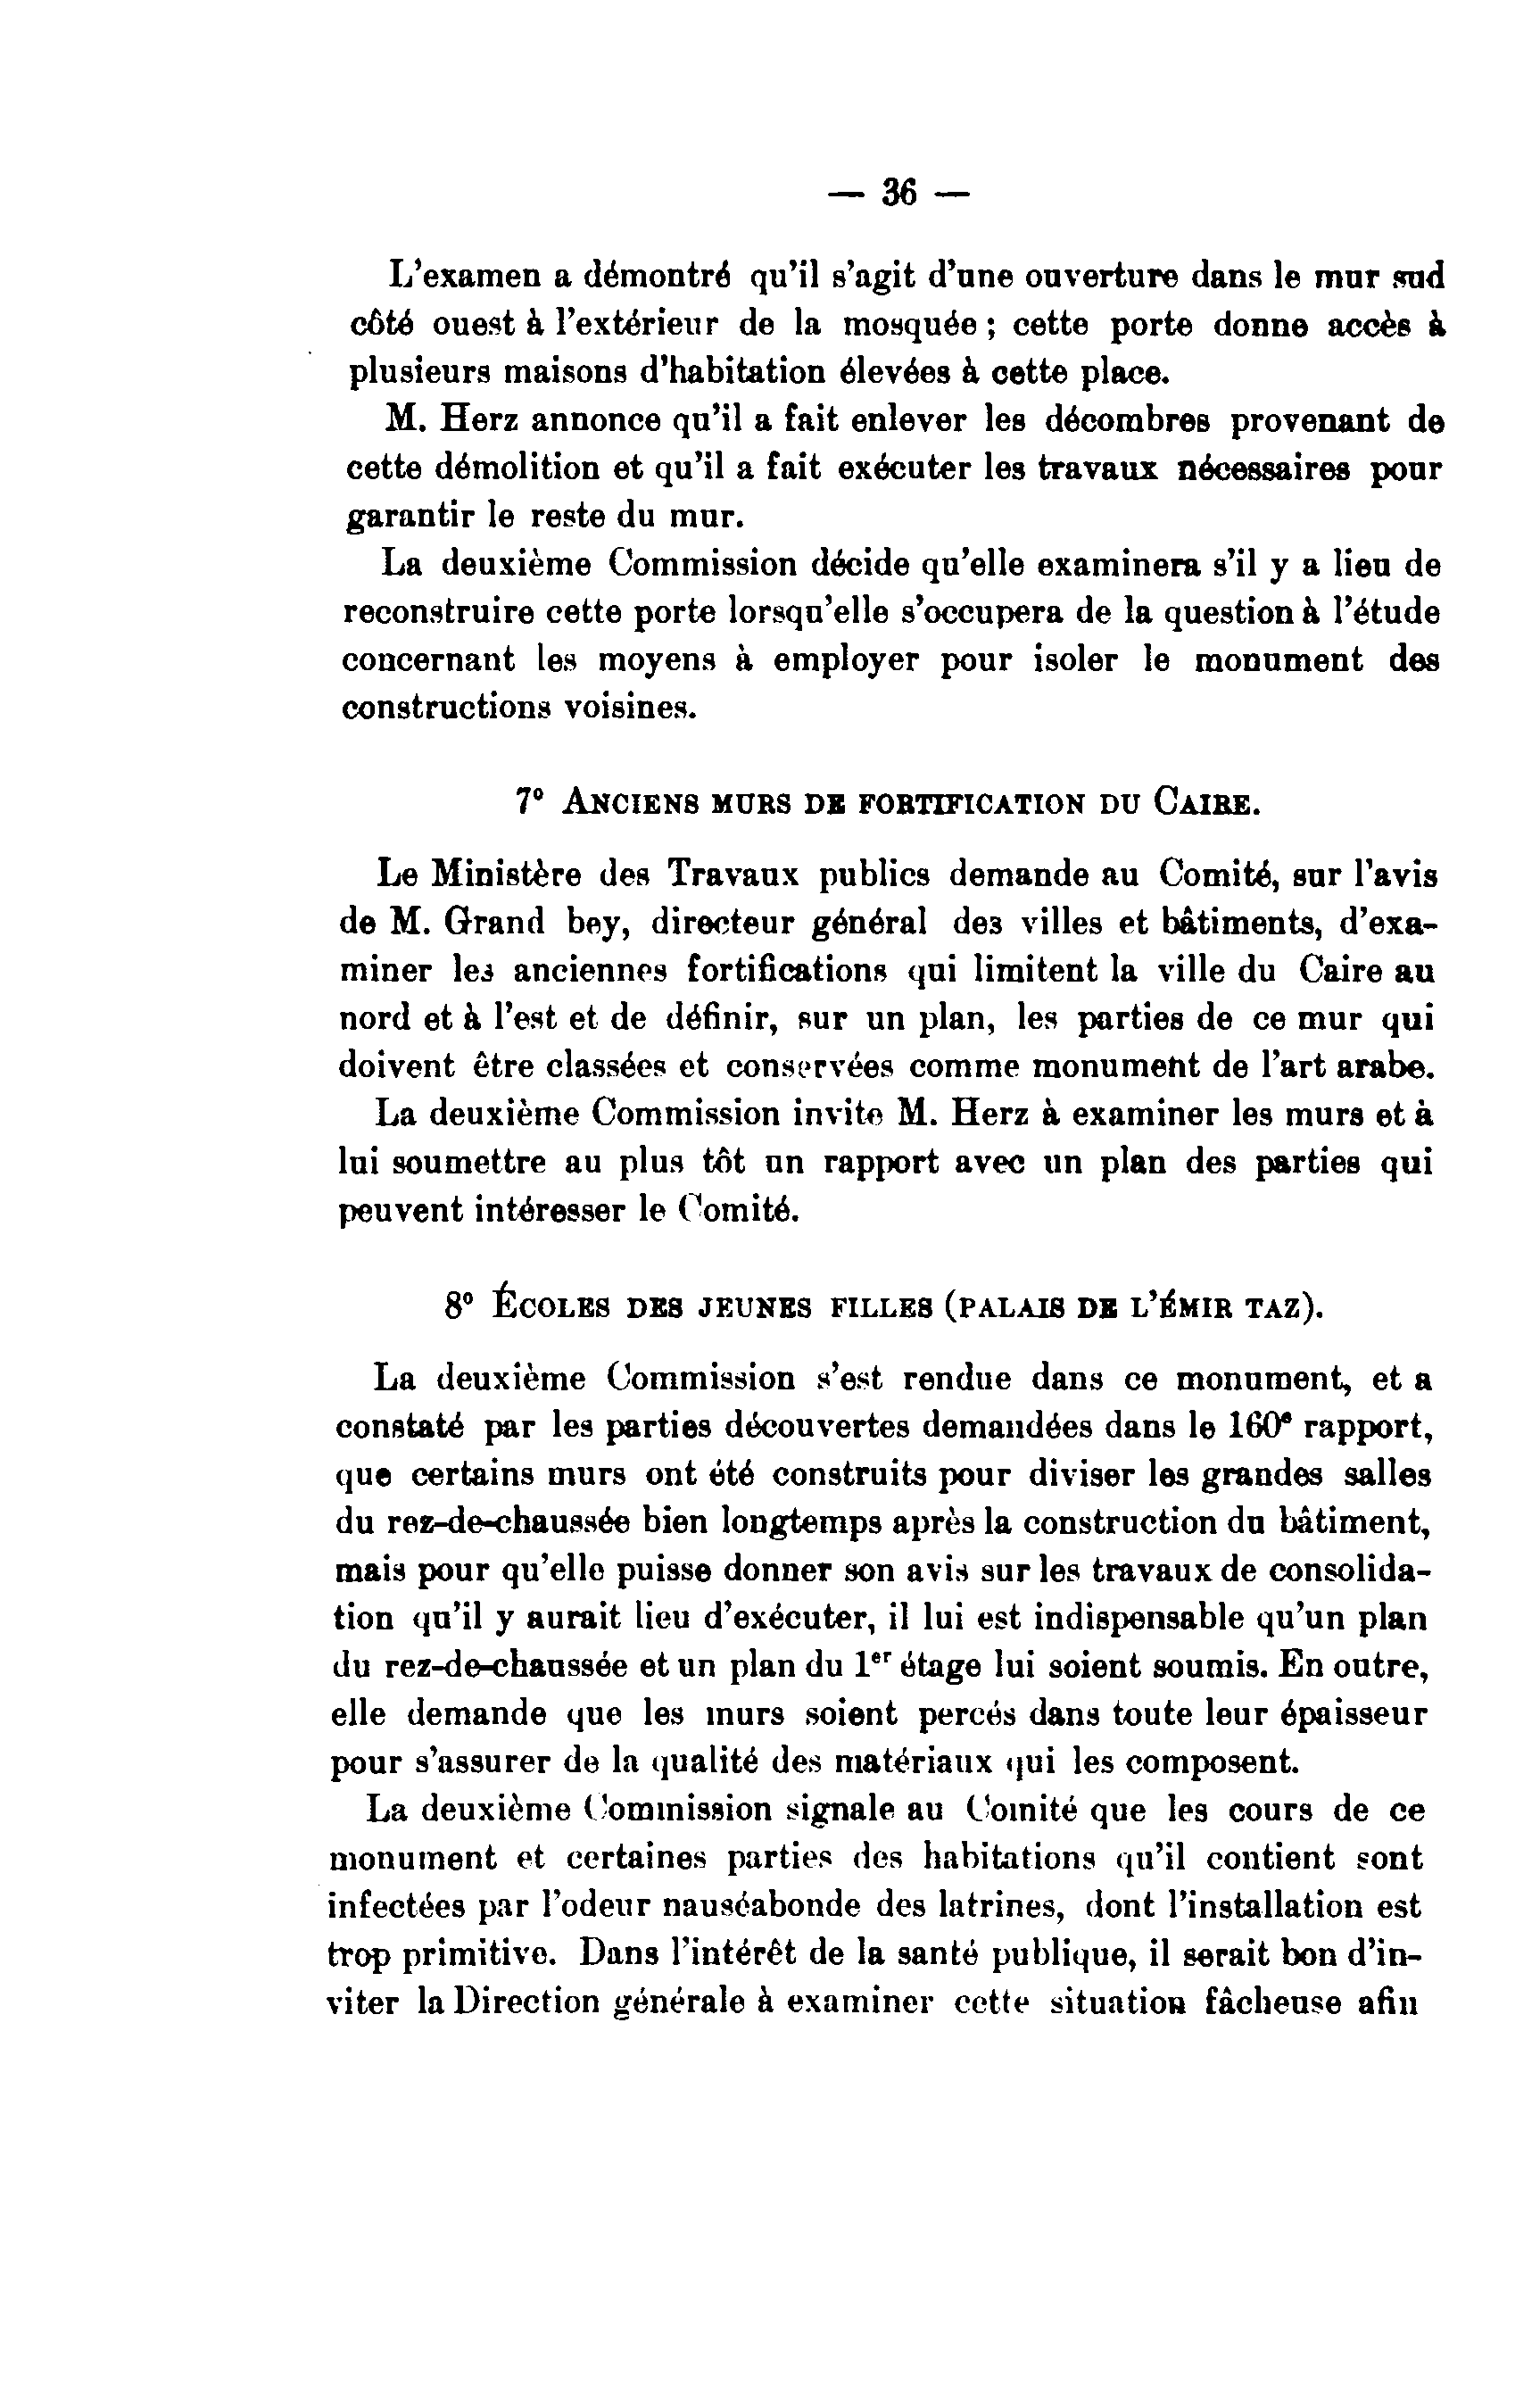 — 36 —
L'examen a démontré qu'il s'agit d'une ouverture dans le mur sud
côté ouest à l'extérieur de la mosquée ; cette porte donne accès à
plusieurs maisons d'habitation élevées à cette place.
M. Herz annonce qu'il a fait enlever les décombres provenant de
cette démolition et qu'il a fait exécuter les travaux nécessaires pour
garantir le reste du mur.
La deuxième Commission décide qu'elle examinera s'il y a lieu de
reconstruire cette porte lorsqu'elle s'occupera de la question à l'étude
concernant les moyens à employer pour isoler le monument des
constructions voisines.
7° ANCIENS MURS DE FORTIFICATION DU CAIRE.
Le Ministère des Travaux publics demande au Comité, sur l'avis
de M. Grand bey, directeur général des villes et bâtiments, d'exa-
miner les anciennes fortifications qui limitent la ville du Caire au
nord et à l'est et de définir, sur un plan, les parties de ce mur qui
doivent être classées et conservées comme monument de l'art arabe.
La deuxième Commission invite M. Herz à examiner les murs et à
lui soumettre au plus tôt un rapport avec un plan des parties qui
peuvent intéresser le Comité.
8° ÉCOLES DES JEUNES FILLES (PALAIS DE L'ÉMIR TAZ).
La deuxième Commission s'est rendue dans ce monument, et a
constaté par les parties découvertes demandées dans le 160e rapport,
que certains murs ont été construits pour diviser les grandes salles
du rez-de-chaussée bien longtemps après la construction du bâtiment,
mais pour qu'elle puisse donner son avis sur les travaux de consolida-
tion qu'il y aurait lieu d'exécuter, il lui est indispensable qu'un plan
du rez-de-chaussée et un plan du 1er étage lui soient soumis. En outre,
elle demande que les murs soient percés dans toute leur épaisseur
pour s'assurer de la qualité des matériaux qui les composent.
La deuxième Commission signale au Comité que les cours de ce
monument et certaines parties des habitations qu'il contient sont
infectées par l'odeur nauséabonde des latrines, dont l'installation est
trop primitive. Dans l'intérêt de la santé publique, il serait bon d'in-
viter la Direction générale à examiner cette situation fâcheuse afin